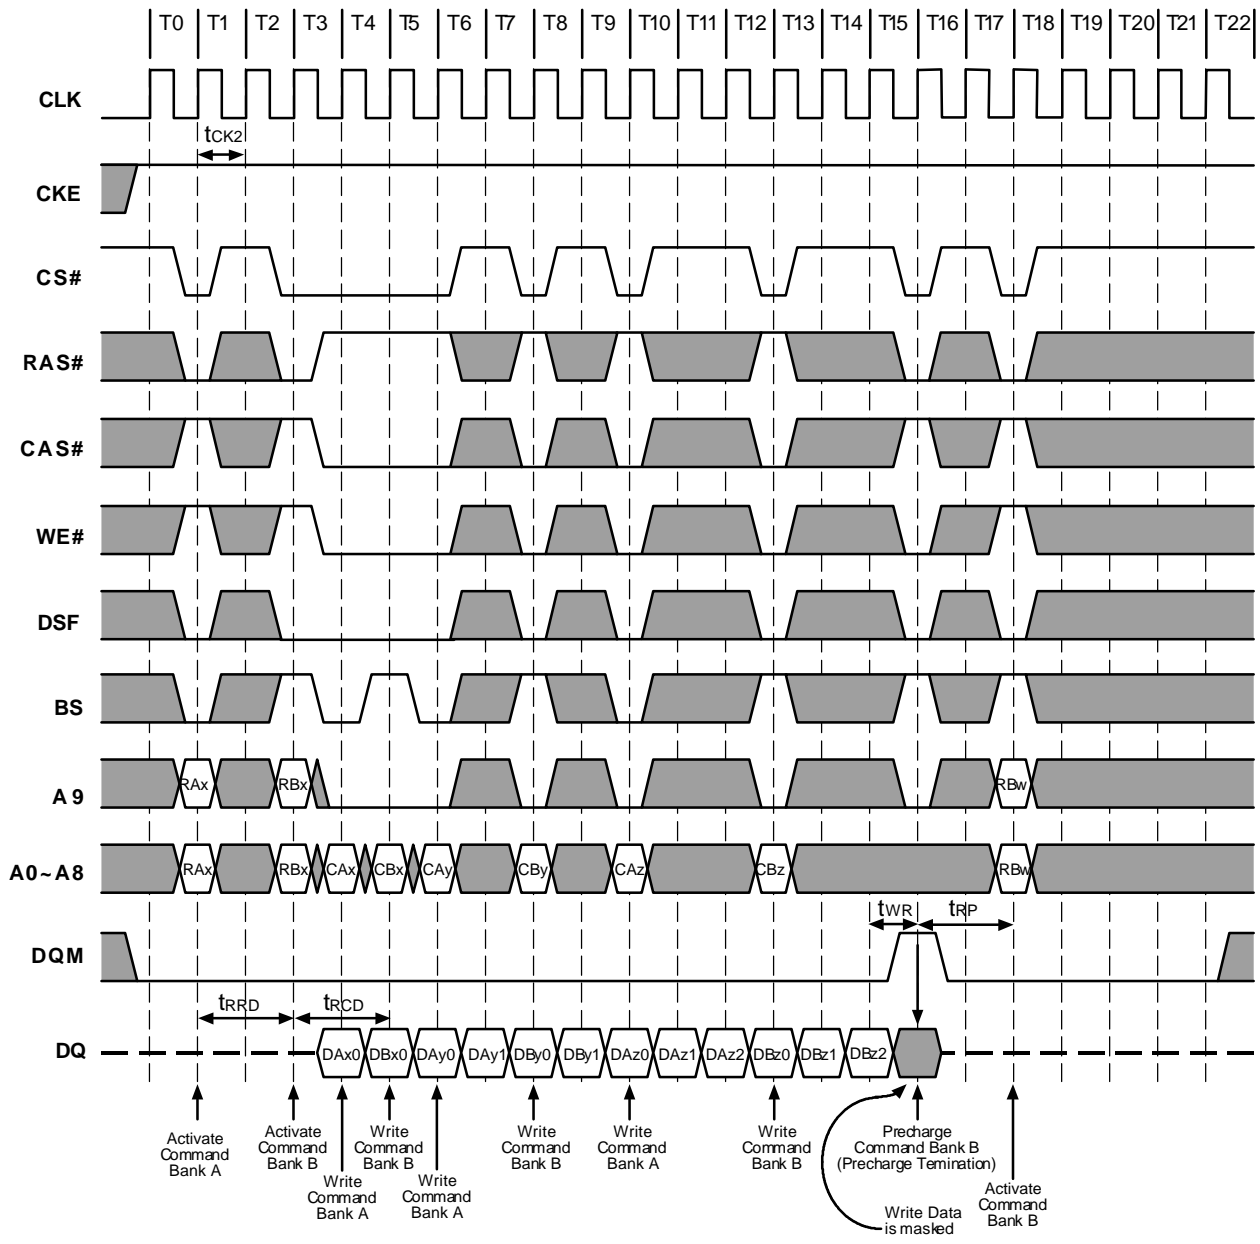 T0 T1 T2 T3 T4 T5 T6 T7 T8 T9 T10 T11 T12 T13 T14 T15 T16 T17 T18 T19 T20 T21 T22
CLK
tCK2
CKE
CS#
RAS#
CAS#
WE#
DSF
BS
A9 RAx RBx RBw
A0~A8 RAx RBx CAx CBx CAy CBy CAz CBz RBw
tWR tRP
DQM
tRRD tRCD
DQ DAx0 DBx0 DAy0 DAy1 DBy0 DBy1 DAz0 DAz1 DAz2 DBz0 DBz1 DBz2
Activate
Command
Bank A
Activate
Command
Bank B
Write
Command
Bank A
Write
Command
Bank B
Write
Command
Bank A
Write
Command
Bank B
Write
Command
Bank A
Write
Command
Bank B
Precharge
Command Bank B
(Precharge Temination)
Write Data
is masked
Activate
Command
Bank B